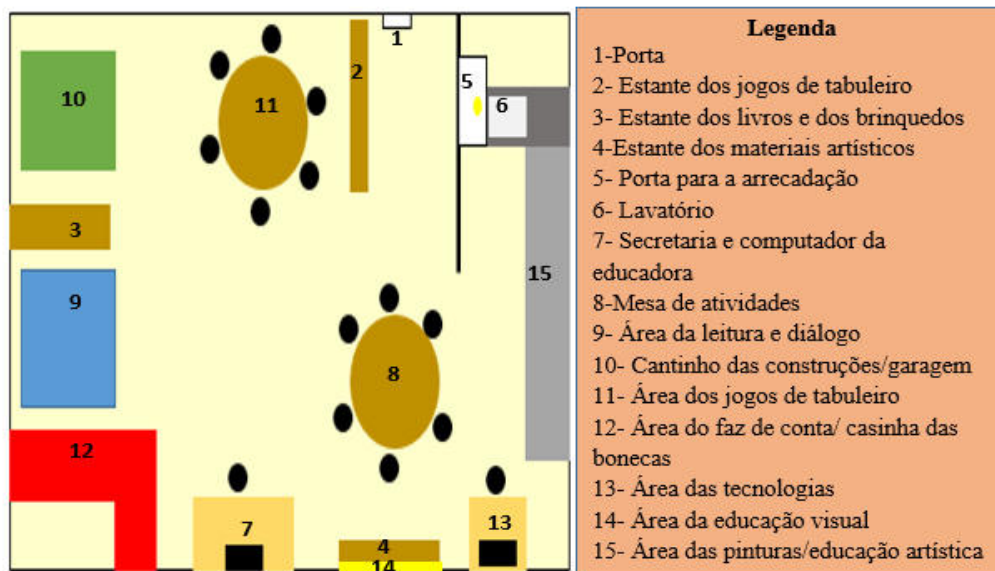 1
2
5
6
10
11
3
9
15
8
12
7
13
4
14
Legenda
1-Porta
2- Estante dos jogos de tabuleiro
3- Estante dos livros e dos brinquedos
4-Estante dos materiais artísticos
5- Porta para a arrecadação
6- Lavatório
7- Secretaria e computador da
educadora
8-Mesa de atividades
9- Área da leitura e diálogo
10- Cantinho das construções/garagem
11- Área dos jogos de tabuleiro
12- Área do faz de conta/ casinha das
bonecas
13- Área das tecnologias
14- Área da educação visual
15- Área das pinturas/educação artística